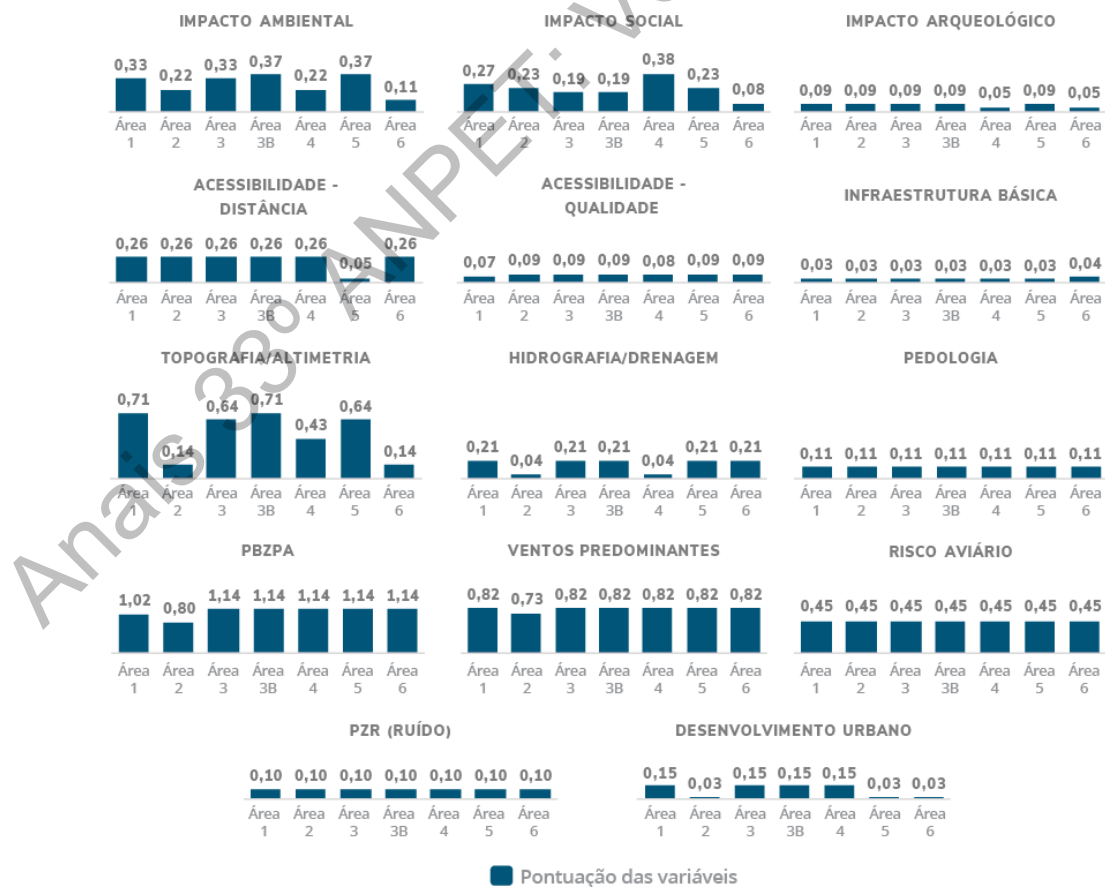 IMPACTO AMBIENTAL
0,33 0,22 0,33 0,37 0,22 0,37 0,11
Área Área Área Área Área Área Área
1 2 3 3B 4 5 6
IMPACTO SOCIAL
0,27 0,23 0,19 0,19 0,38 0,23 0,08
Área Área Área Área Área Área Área
1 2 3 3B 4 5 6
IMPACTO ARQUEOLÓGICO
0,09 0,09 0,09 0,09 0,05 0,09 0,05
Área Área Área Área Área Área Área
1 2 3 3B 4 5 6
ACESSIBILIDADE -
DISTÂNCIA
0,26 0,26 0,26 0,26 0,26 0,05 0,26
Área Área Área Área Área Área Área
1 2 3 3B 4 5 6
ACESSIBILIDADE -
QUALIDADE
0,07 0,09 0,09 0,09 0,08 0,09 0,09
Área Área Área Área Área Área Área
1 2 3 3B 4 5 6
INFRAESTRUTURA BÁSICA
0,03 0,03 0,03 0,03 0,03 0,03 0,04
Área Área Área Área Área Área Área
1 2 3 3B 4 5 6
TOPOGRAFIA/ALTIMETRIA
0,71 0,14 0,64 0,71 0,43 0,64 0,14
Área Área Área Área Área Área Área
1 2 3 3B 4 5 6
HIDROGRAFIA/DRENAGEM
0,21 0,04 0,21 0,21 0,04 0,21 0,21
Área Área Área Área Área Área Área
1 2 3 3B 4 5 6
PEDOLOGIA
0,11 0,11 0,11 0,11 0,11 0,11 0,11
Área Área Área Área Área Área Área
1 2 3 3B 4 5 6
PBZPA
1,02 0,80 1,14 1,14 1,14 1,14 1,14
Área Área Área Área Área Área Área
1 2 3 3B 4 5 6
VENTOS PREDOMINANTES
0,82 0,73 0,82 0,82 0,82 0,82 0,82
Área Área Área Área Área Área Área
1 2 3 3B 4 5 6
RISCO AVIÁRIO
0,45 0,45 0,45 0,45 0,45 0,45 0,45
Área Área Área Área Área Área Área
1 2 3 3B 4 5 6
PZR (RUÍDO)
0,10 0,10 0,10 0,10 0,10 0,10 0,10
Área Área Área Área Área Área Área
1 2 3 3B 4 5 6
DESENVOLVIMENTO URBANO
0,15 0,03 0,15 0,15 0,15 0,03 0,03
Área Área Área Área Área Área Área
1 2 3 3B 4 5 6
Pontuação das variáveis
Anais 33º ANPET: